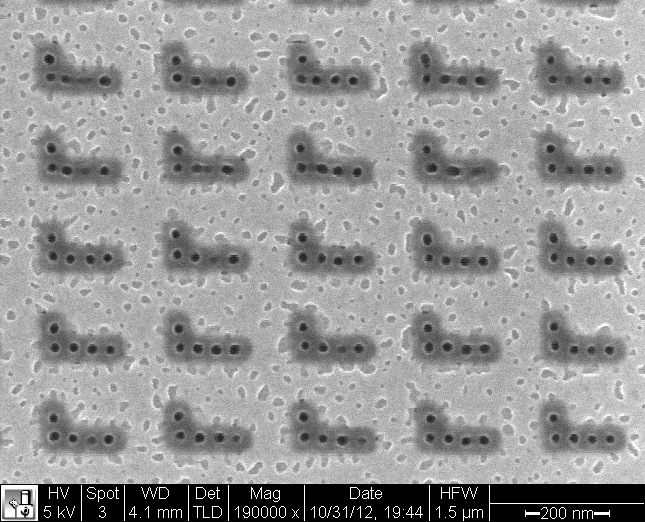 HV Spot WD Det Mag Date HFW
5 kV 3 4.1 mm TLD 190000 x 10/31/12, 19:44 1.5 µm 200 nm